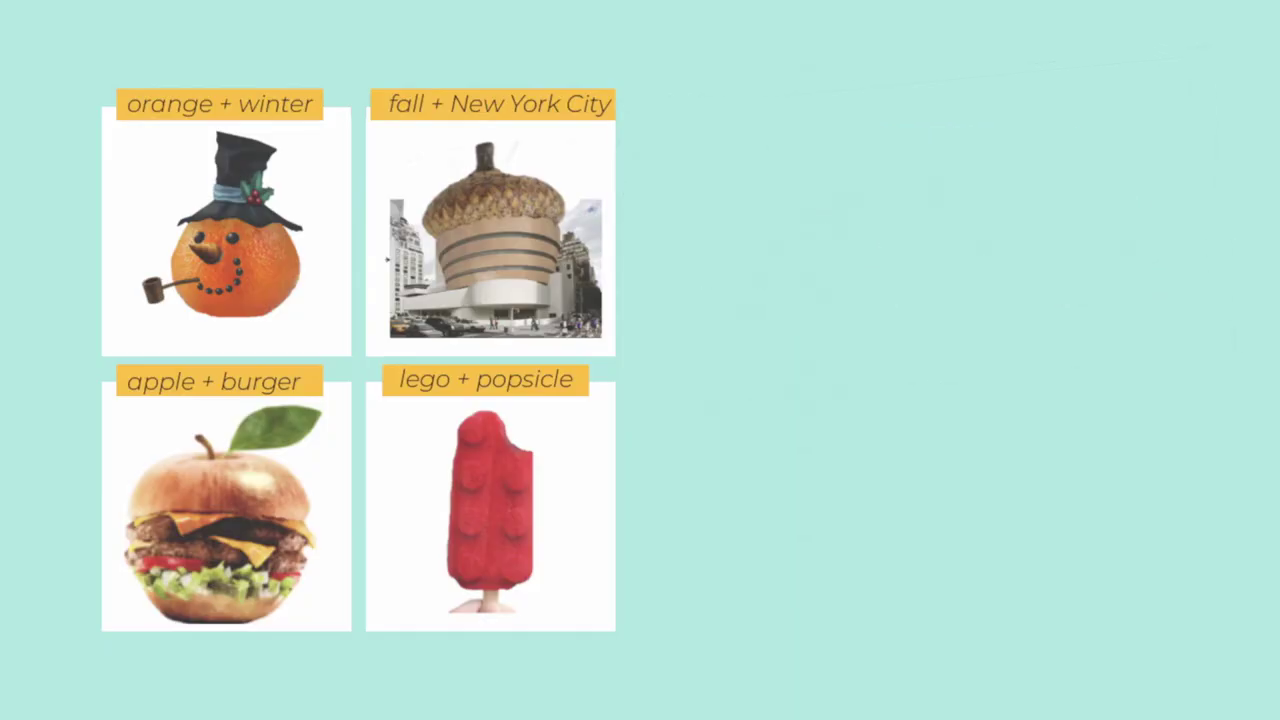 orange + winter
fall + New York City
apple + burger
lego + popsicle